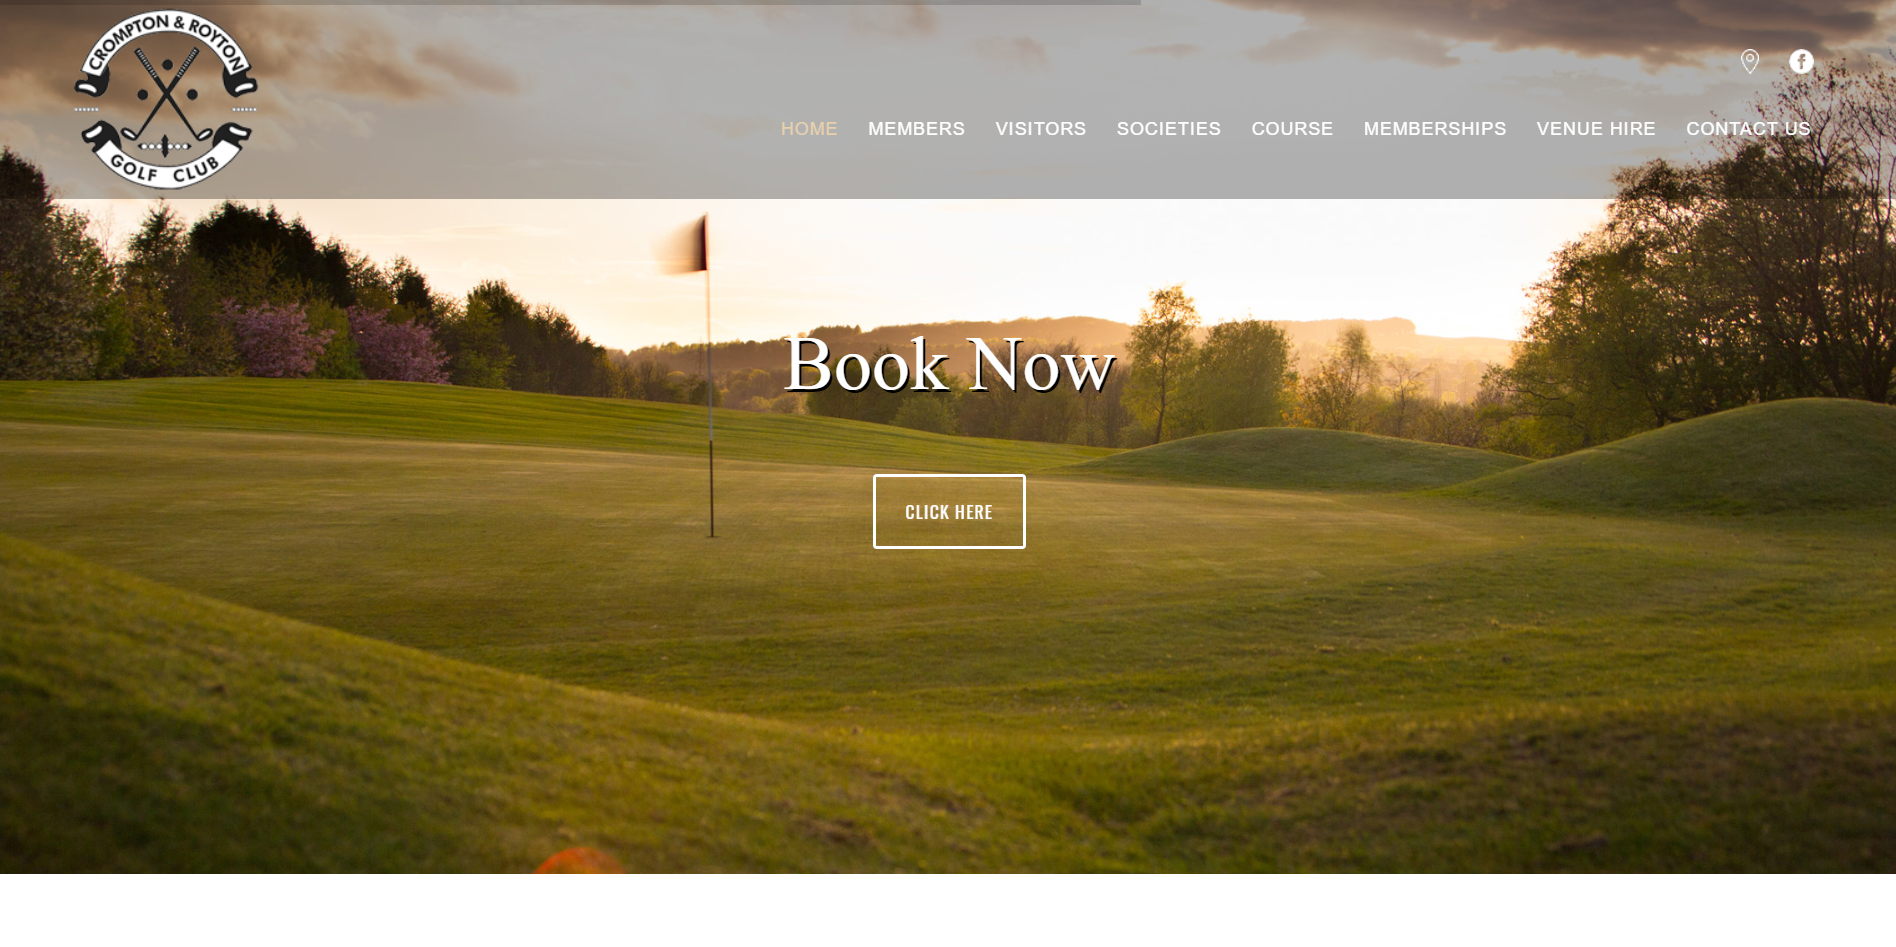 CROMPTON & ROYTON
GOLF CLUB
HOME MEMBERS VISITORS SOCIETIES COURSE MEMBERSHIPS VENUE HIRE CONTACT US
Book Now
CLICK HERE